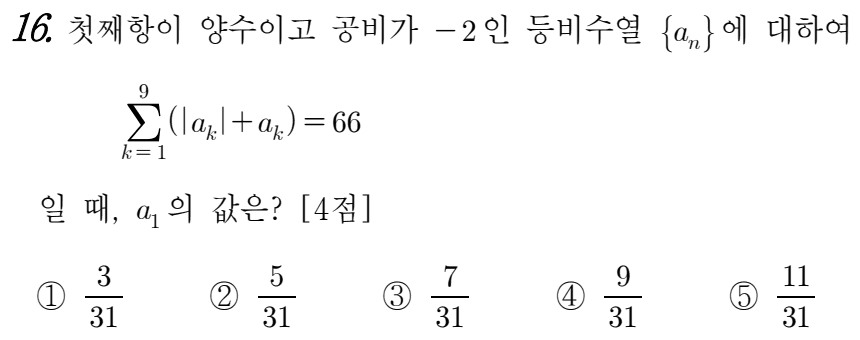 16. 첫째항이 양수이고 공비가 −2인 등비수열 {aₙ}에 대하여
∑_{k=1}^{9} (|a_k|+a_k)=66
일 때, a₁의 값은? [4점]
① 3/31 ② 5/31 ③ 7/31 ④ 9/31 ⑤ 11/31